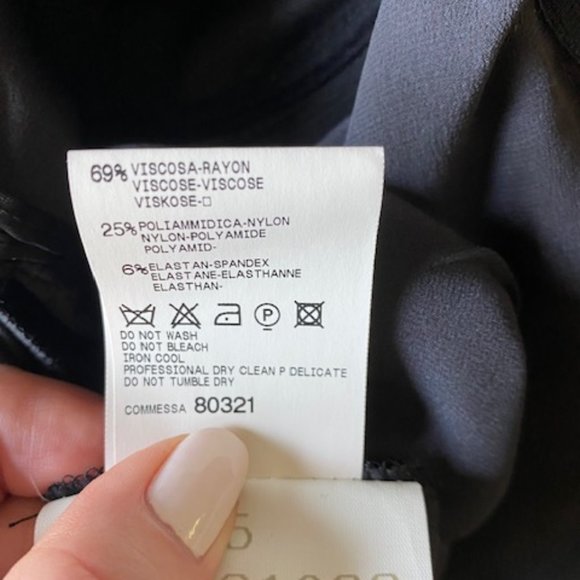 69% VISCOSA-RAYON
VISCOSE-VISCOSE
VISKOSE-□
25% POLIAMMIDICA-NYLON
NYLON-POLYAMIDE
POLYAMID-
6% ELASTAN-SPANDEX
ELASTANE-ELASTHANNE
ELASTHAN-
P
DO NOT WASH
DO NOT BLEACH
IRON COOL
PROFESSIONAL DRY CLEAN P DELICATE
DO NOT TUMBLE DRY
COMMESSA 80321